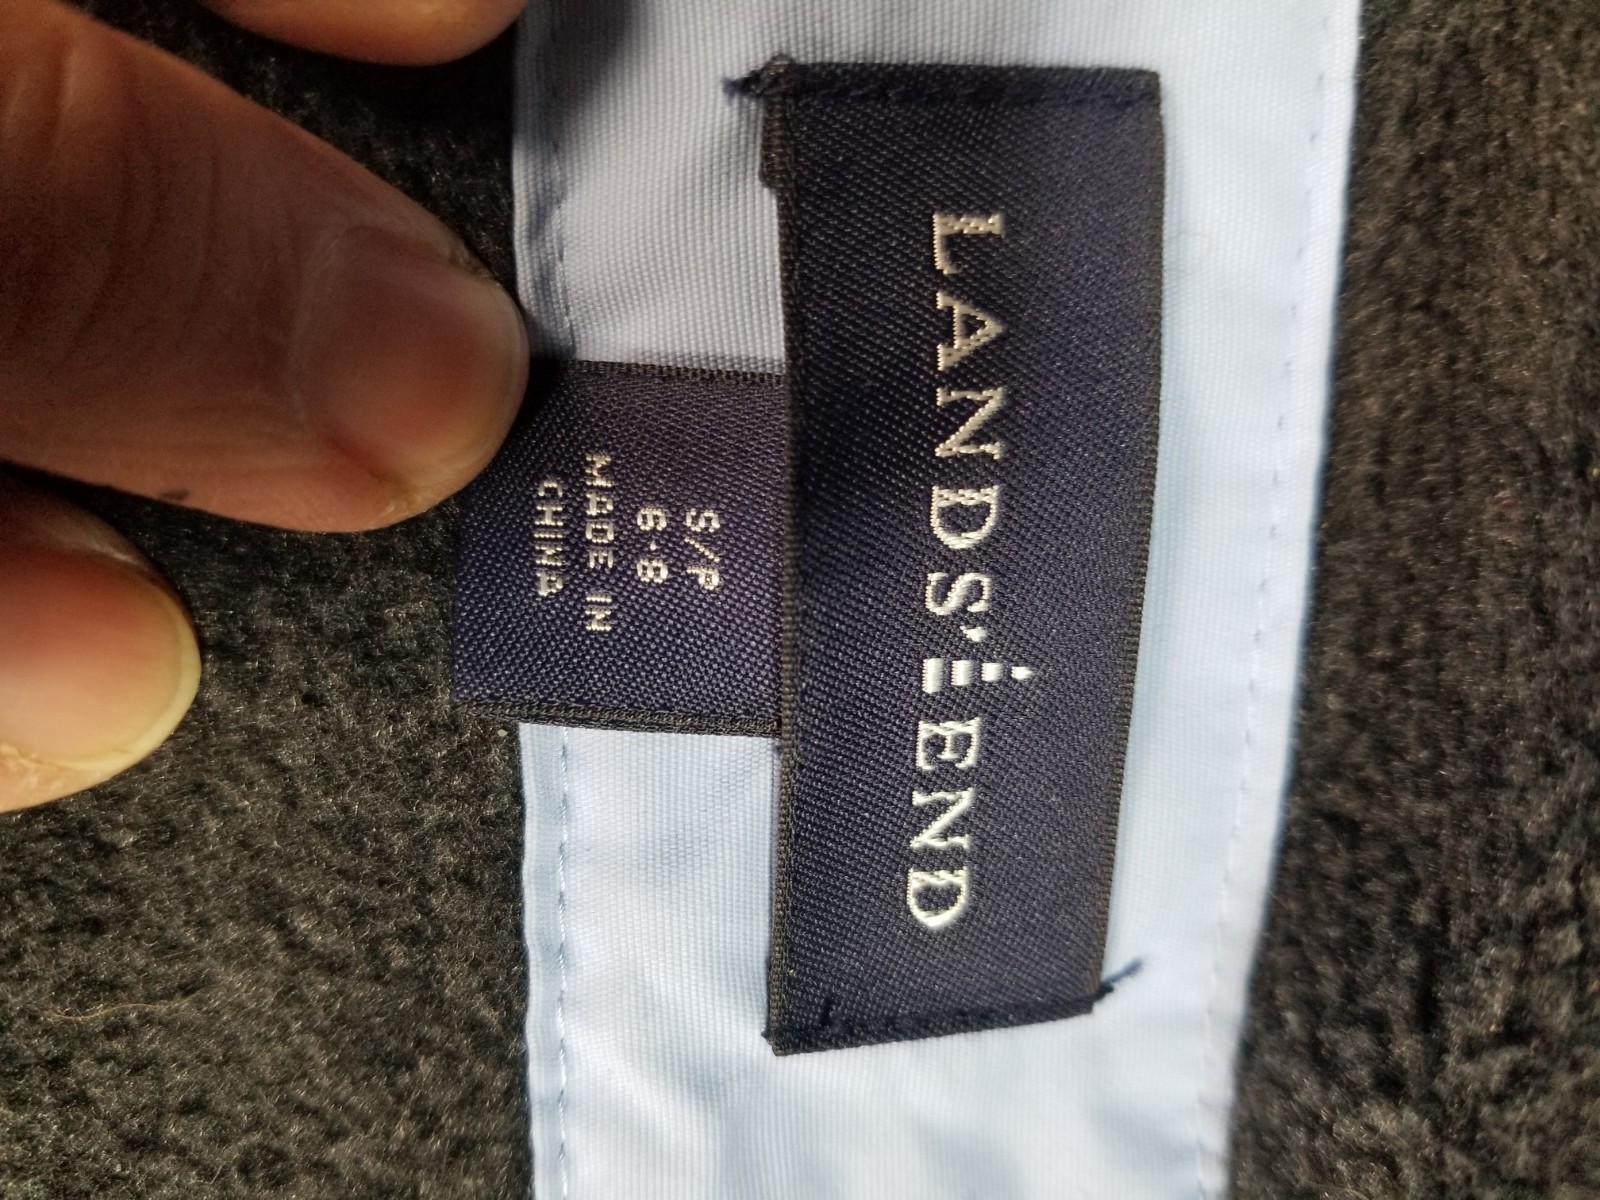 LANDS' END
S/P
6-8
MADE IN
CHINA